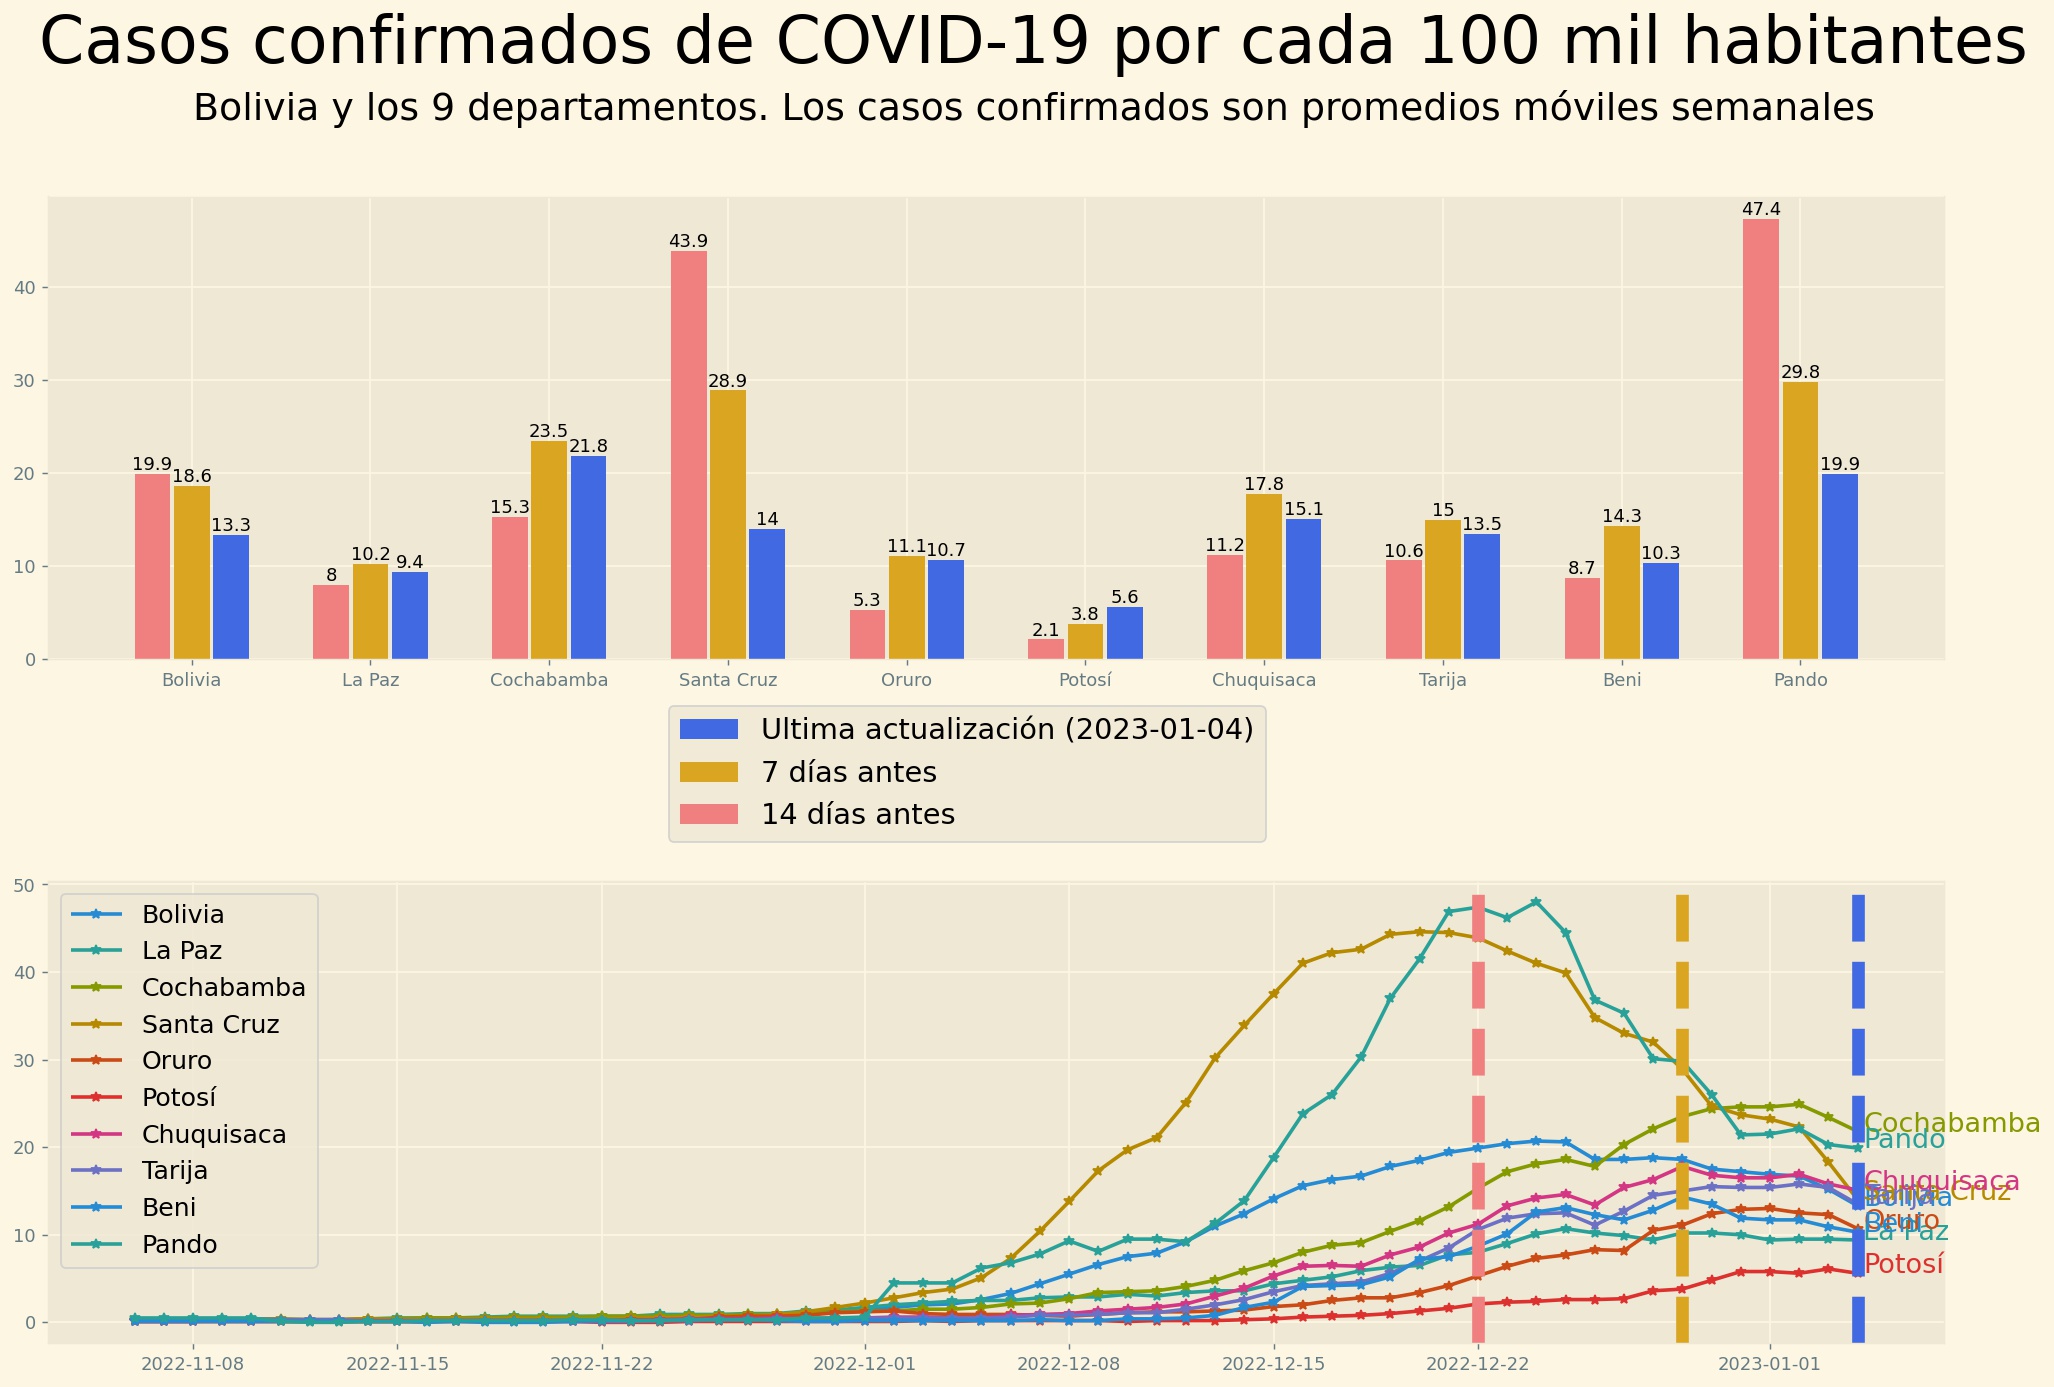 Casos confirmados de COVID-19 por cada 100 mil habitantes
Bolivia y los 9 departamentos. Los casos confirmados son promedios móviles semanales
40
30
20
10
0
19.9 18.6 13.3
8 10.2 9.4
15.3 23.5 21.8
43.9 28.9 14
5.3 11.1 10.7
2.1 3.8 5.6
11.2 17.8 15.1
10.6 15 13.5
8.7 14.3 10.3
47.4 29.8 19.9
Bolivia La Paz Cochabamba Santa Cruz Oruro Potosí Chuquisaca Tarija Beni Pando
Ultima actualización (2023-01-04)
7 días antes
14 días antes
50
40
30
20
10
0
Bolivia
La Paz
Cochabamba
Santa Cruz
Oruro
Potosí
Chuquisaca
Tarija
Beni
Pando
Cochabamba
Pando
Chuquisaca
Santa Cruz
Tarija
Bolivia
Oruro
Beni
La Paz
Potosí
2022-11-08 2022-11-15 2022-11-22 2022-12-01 2022-12-08 2022-12-15 2022-12-22 2023-01-01